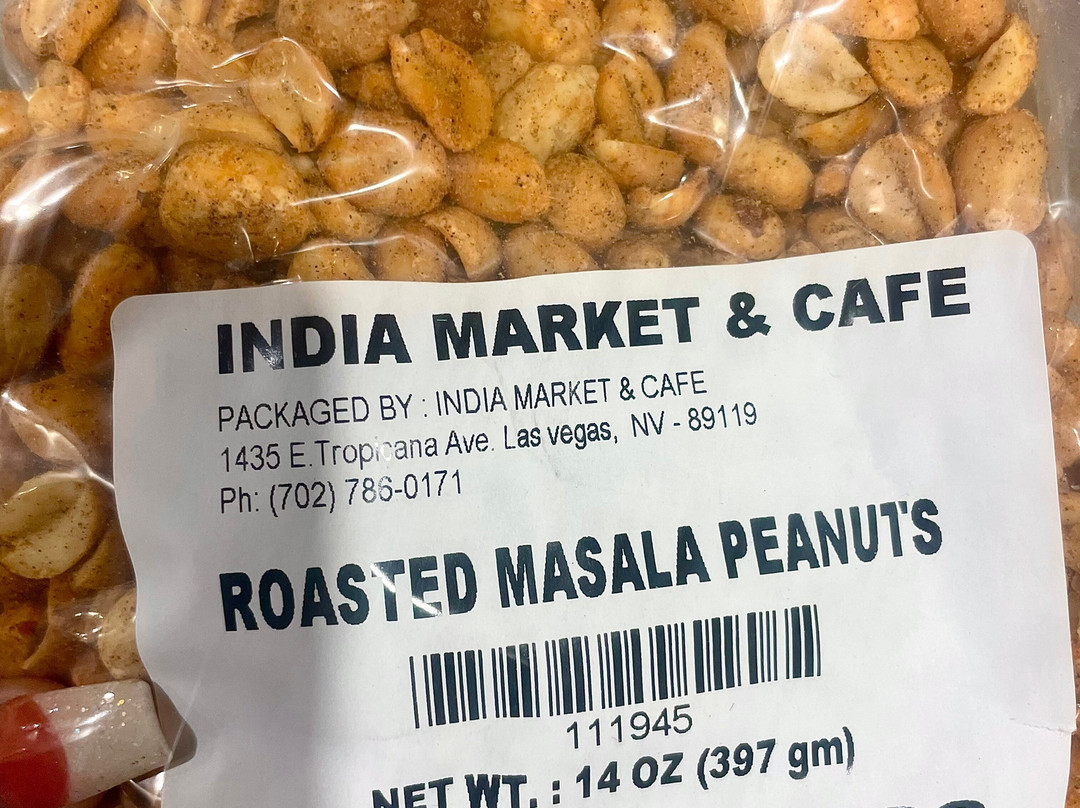 INDIA MARKET & CAFE
PACKAGED BY : INDIA MARKET & CAFE
1435 E.Tropicana Ave. Las vegas, NV - 89119
Ph: (702) 786-0171
ROASTED MASALA PEANUTS
111945
NET WT. : 14 OZ (397 gm)